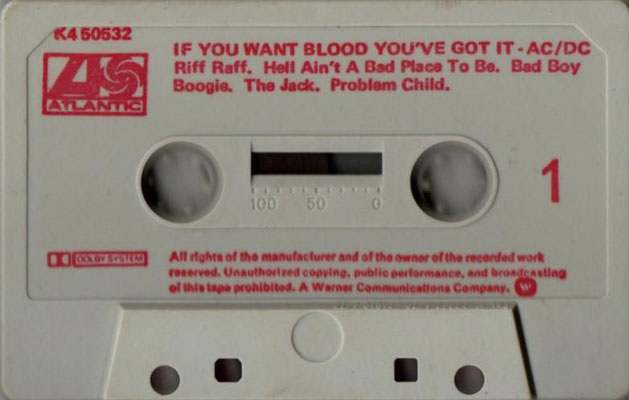 K4 50532
IF YOU WANT BLOOD YOU'VE GOT IT - AC/DC
Riff Raff. Hell Ain't A Bad Place To Be. Bad Boy
Boogie. The Jack. Problem Child.
ATLANTIC
1
100 50 0
DOLBY SYSTEM
All rights of the manufacturer and of the owner of the recorded work
reserved. Unauthorized copying, public performance, and broadcasting
of this tape prohibited. A Warner Communications Company.